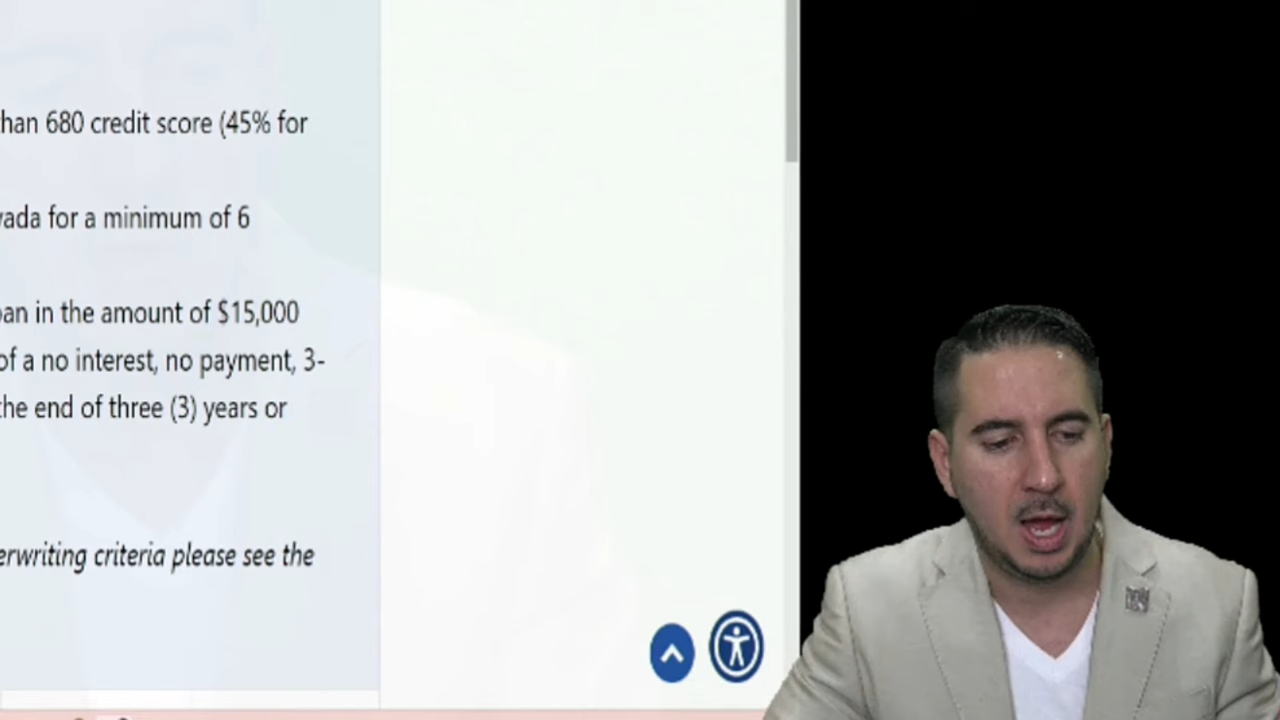 than 680 credit score (45% for
vada for a minimum of 6
oan in the amount of $15,000
of a no interest, no payment, 3-
the end of three (3) years or
erwriting criteria please see the